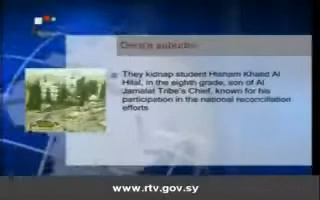 Deir'a suburbs
They kidnap student Hisham Khalid Al
Hilal, in the eighth grade, son of Al
Jamalat Tribe's Chief, known for his
participation in the national reconciliation
efforts
www.rtv.gov.sy